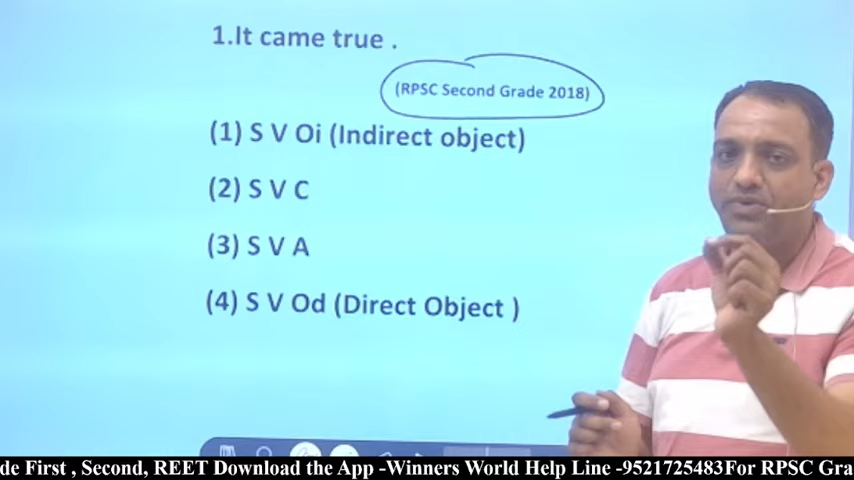 1.It came true .
(RPSC Second Grade 2018)
(1) S V Oi (Indirect object)
(2) S V C
(3) S V A
(4) S V Od (Direct Object )
de First , Second, REET Download the App -Winners World Help Line -9521725483For RPSC Gra